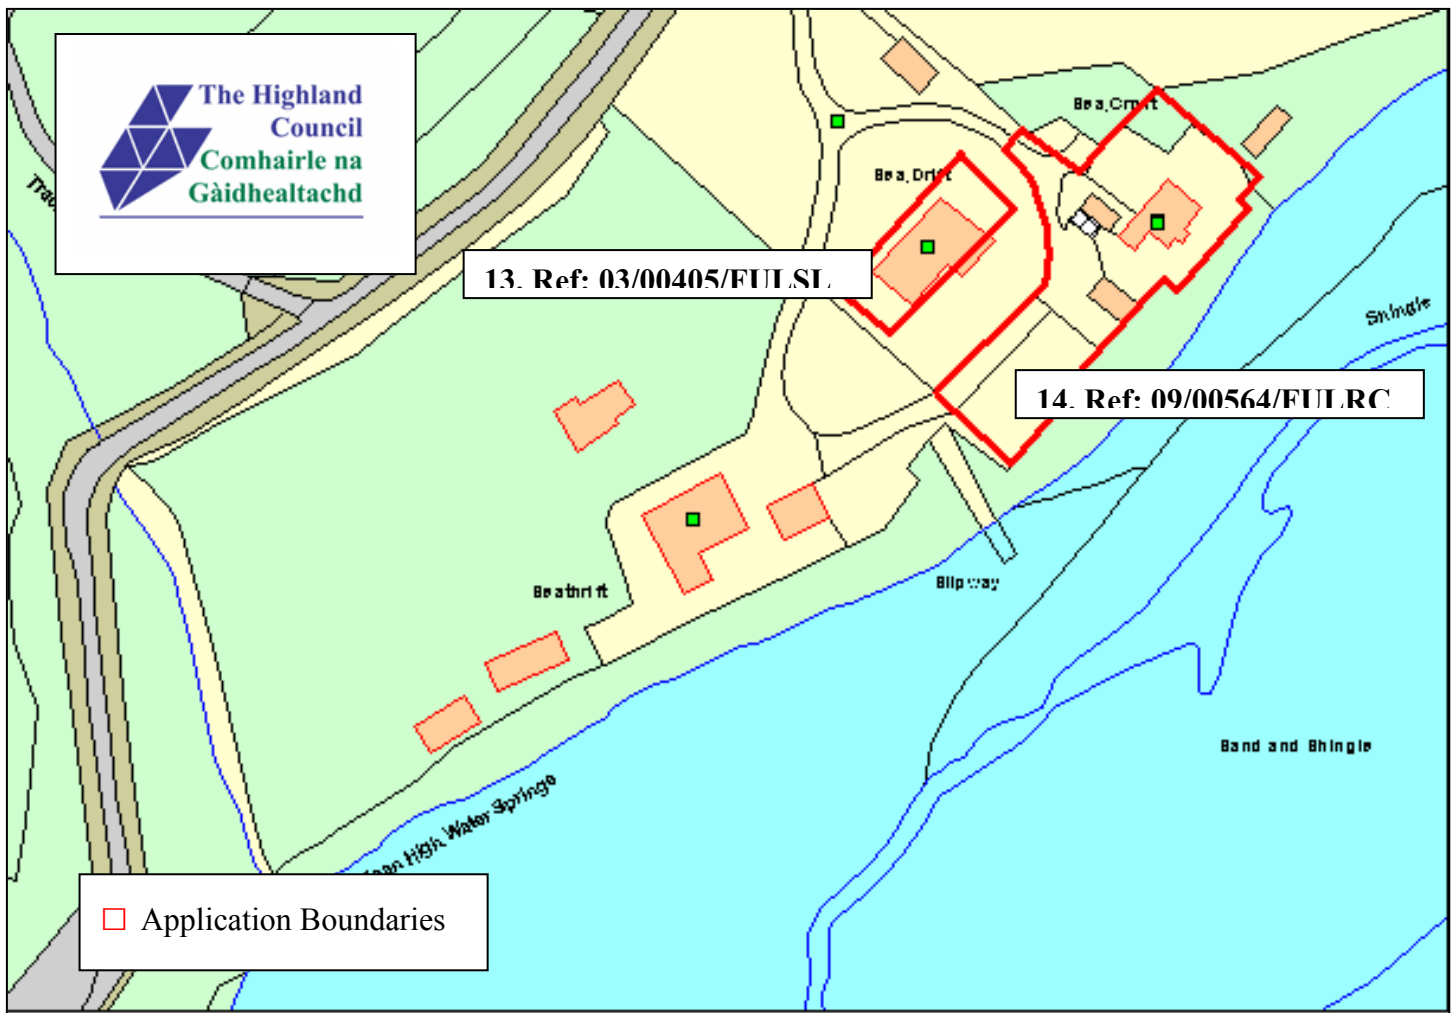 The Highland
Council
Comhairle na
Gàidhealtachd
Sea Croft
Sea Drift
13. Ref: 03/00405/FULSL
Shingle
14. Ref: 09/00564/FULRC
Slipway
Seathrift
Sand and Shingle
Mean High Water Springs
Application Boundaries